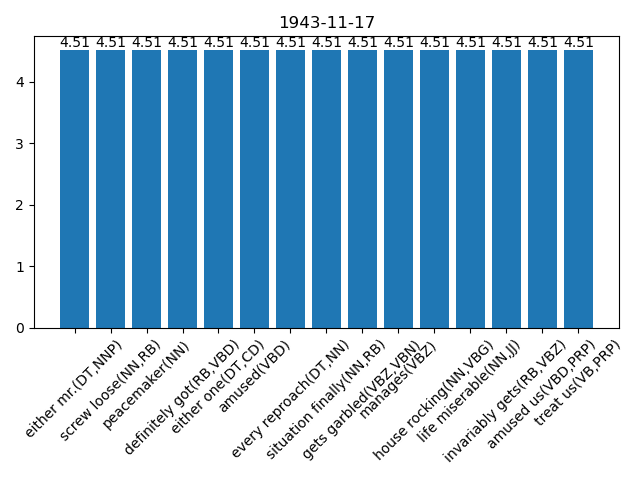 1943-11-17
4.51 4.51 4.51 4.51 4.51 4.51 4.51 4.51 4.51 4.51 4.51 4.51 4.51 4.51 4.51
4
3
2
1
0
either mr.(DT,NNP)
screw loose(NN,RB)
peacemaker(NN)
definitely got(RB,VBD)
either one(DT,CD)
amused(VBD)
every reproach(DT,NN)
situation finally(NN,RB)
gets garbled(VBZ,VBN)
manages(VBZ)
house rocking(NN,VBG)
life miserable(NN,JJ)
invariably gets(RB,VBZ)
amused us(VBD,PRP)
treat us(VB,PRP)